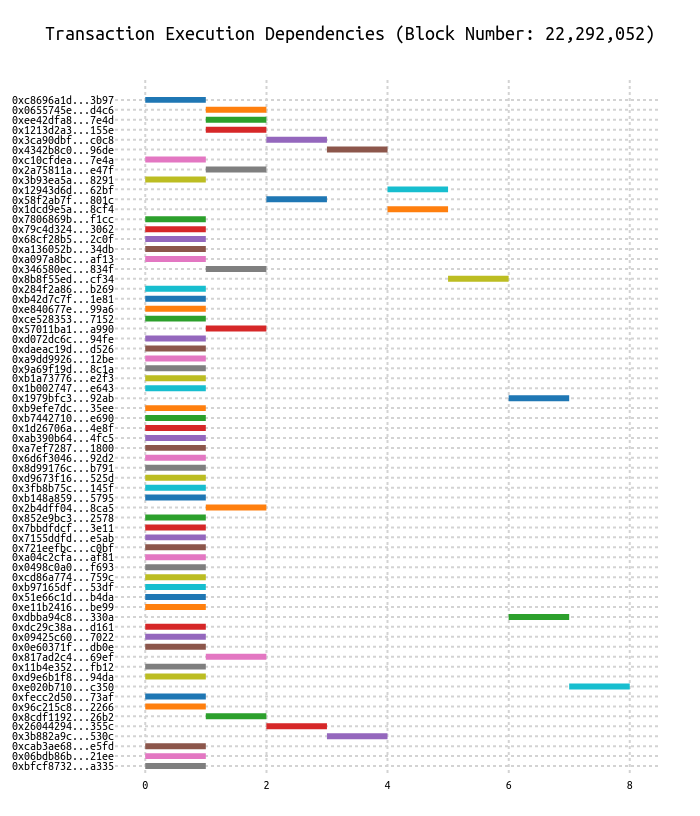 Transaction Execution Dependencies (Block Number: 22,292,052)
0xc8696a1d...3b97
0x0655745e...d4c6
0xee42dfa8...7e4d
0x1213d2a3...155e
0x3ca90dbf...c0c8
0x4342b8c0...96de
0xc10cfdea...7e4a
0x2a75811a...e47f
0x3b93ea5a...8291
0x12943d6d...62bf
0x58f2ab7f...801c
0x1dcd9e5a...8cf4
0x7806869b...f1cc
0x79c4d324...3062
0x68cf28b5...2c0f
0xa136052b...34db
0xa097a8bc...af13
0x346580ec...834f
0x8b8f55ed...cf34
0x284f2a86...b269
0xb42d7c7f...1e81
0xe840677e...99a6
0xce528353...7152
0x57011ba1...a990
0xd072dc6c...94fe
0xdaeac19d...d526
0xa9dd9926...12be
0x9a69f19d...8c1a
0xb1a73776...e2f3
0x1b002747...e643
0x1979bfc3...92ab
0xb9efe7dc...35ee
0xb7442710...e690
0x1d26706a...4e8f
0xab390b64...4fc5
0xa7ef7287...1800
0x6d6f3046...92d2
0x8d99176c...b791
0xd9673f16...525d
0x3fb8b75c...145f
0xb148a859...5795
0x2b4dff04...8ca5
0x852e9bc3...2578
0x7bbdfdcf...3e11
0x7155ddfd...e5ab
0x721eefbc...c0bf
0xa04c2cfa...af81
0x0498c0a0...f693
0xcd86a774...759c
0xb97165df...53df
0x51e66c1d...b4da
0xe11b2416...be99
0xdbba94c8...330a
0xdc29c38a...d161
0x09425c60...7022
0x0e60371f...db0e
0x817ad2c4...69ef
0x11b4e352...fb12
0xd9e6b1f8...94da
0xe020b710...c350
0xfecc2d50...73af
0x96c215c8...2266
0x8cdf1192...26b2
0x26044294...355c
0x3b882a9c...530c
0xcab3ae68...e5fd
0x06bdb86b...21ee
0xbfcf8732...a335
0 2 4 6 8